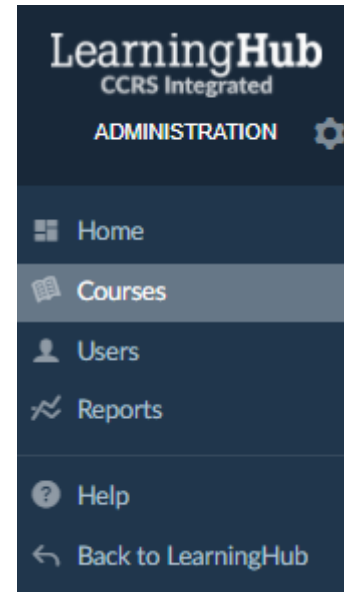 LearningHub
CCRS Integrated
ADMINISTRATION
Home
Courses
Users
Reports
Help
Back to LearningHub